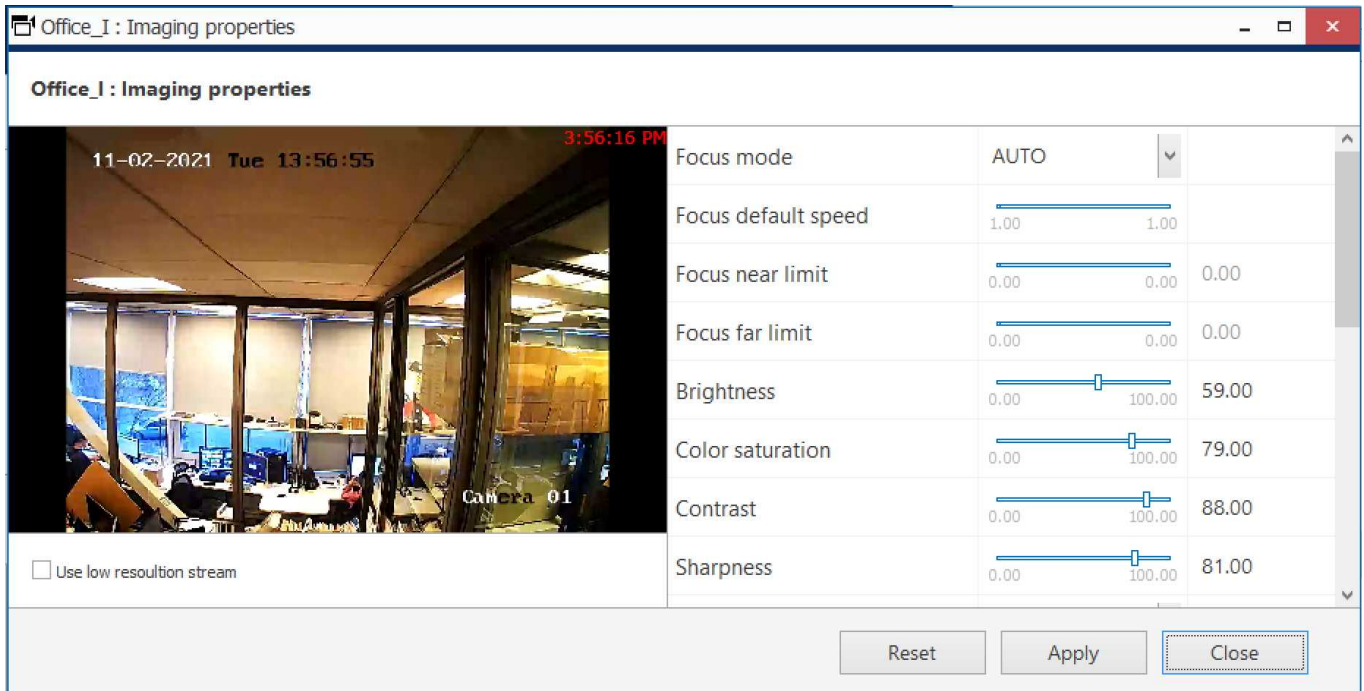 Office_I : Imaging properties
Office_I : Imaging properties
3:56:16 PM
11-02-2021 Tue 13:56:55
Camera 01
Use low resoultion stream
Focus mode AUTO
Focus default speed 1.00 1.00
Focus near limit 0.00 0.00 0.00
Focus far limit 0.00 0.00 0.00
Brightness 0.00 100.00 59.00
Color saturation 0.00 100.00 79.00
Contrast 0.00 100.00 88.00
Sharpness 0.00 100.00 81.00
Reset Apply Close